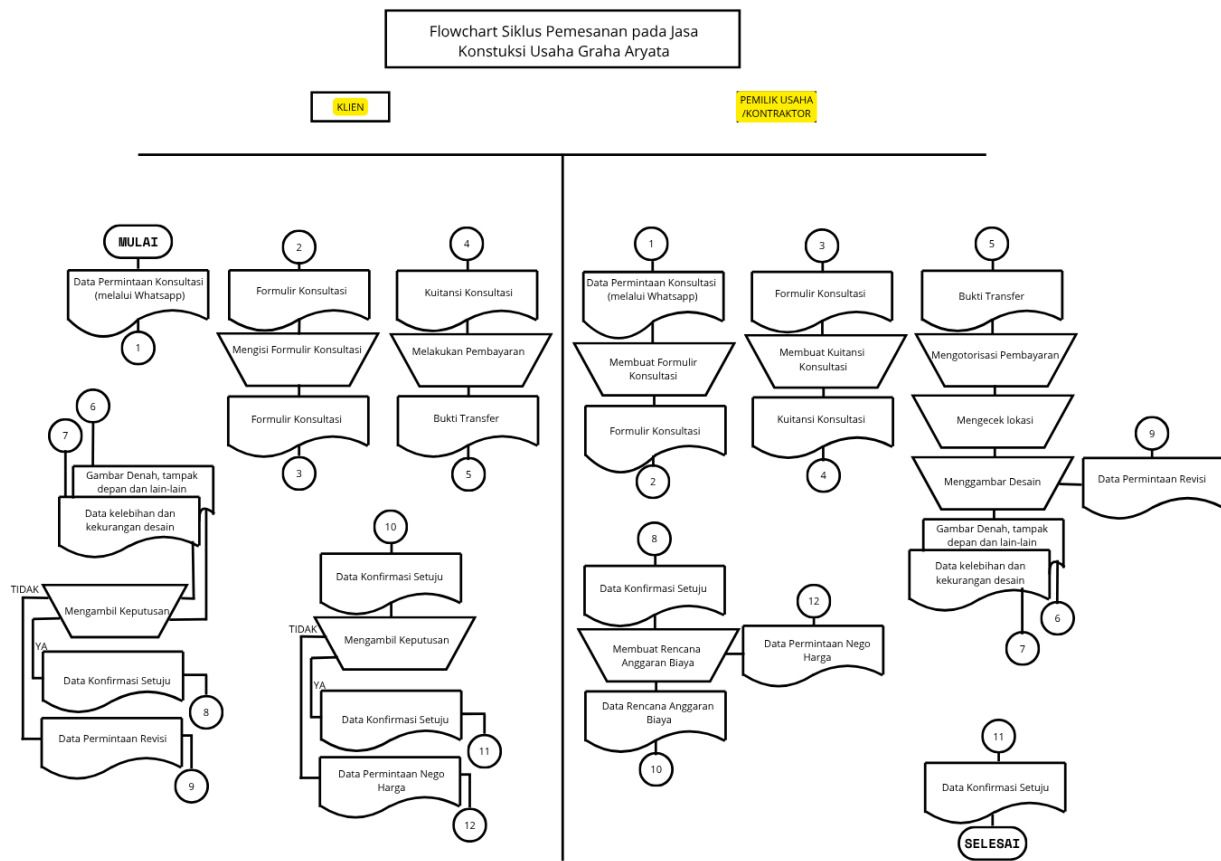 Flowchart Siklus Pemesanan pada Jasa
Konstuksi Usaha Graha Aryata
KLIEN
PEMILIK USAHA
/KONTRAKTOR
MULAI
Data Permintaan Konsultasi
(melalui Whatsapp)
1
2
Formulir Konsultasi
Mengisi Formulir Konsultasi
Formulir Konsultasi
3
4
Kuitansi Konsultasi
Melakukan Pembayaran
Bukti Transfer
5
6
7
Gambar Denah, tampak
depan dan lain-lain
Data kelebihan dan
kekurangan desain
TIDAK
Mengambil Keputusan
YA
Data Konfirmasi Setuju
8
Data Permintaan Revisi
9
10
Data Konfirmasi Setuju
TIDAK
Mengambil Keputusan
YA
Data Konfirmasi Setuju
11
Data Permintaan Nego
Harga
12
1
Data Permintaan Konsultasi
(melalui Whatsapp)
Membuat Formulir
Konsultasi
Formulir Konsultasi
2
3
Formulir Konsultasi
Membuat Kuitansi
Konsultasi
Kuitansi Konsultasi
4
5
Bukti Transfer
Mengotorisasi Pembayaran
Mengecek lokasi
Menggambar Desain
9
Data Permintaan Revisi
Gambar Denah, tampak
depan dan lain-lain
Data kelebihan dan
kekurangan desain
6
7
8
Data Konfirmasi Setuju
Membuat Rencana
Anggaran Biaya
12
Data Permintaan Nego
Harga
Data Rencana Anggaran
Biaya
10
11
Data Konfirmasi Setuju
SELESAI